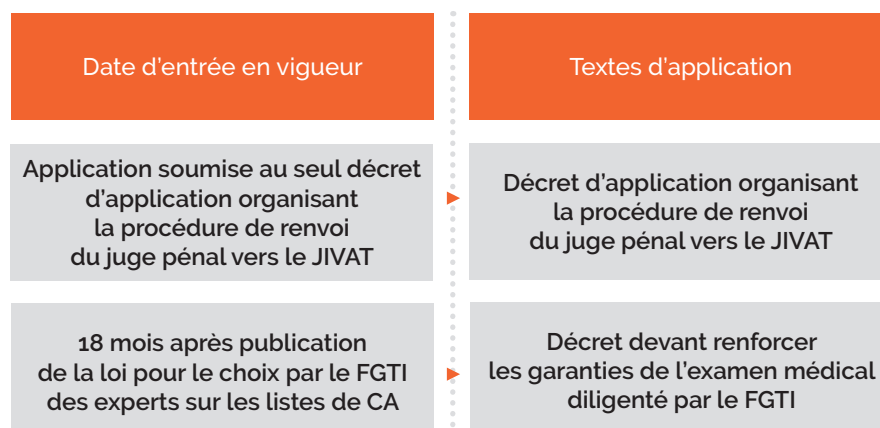 Date d'entrée en vigueur
Textes d'application
Application soumise au seul décret
d'application organisant
la procédure de renvoi
du juge pénal vers le JIVAT
Décret d'application organisant
la procédure de renvoi
du juge pénal vers le JIVAT
18 mois après publication
de la loi pour le choix par le FGTI
des experts sur les listes de CA
Décret devant renforcer
les garanties de l'examen médical
diligenté par le FGTI